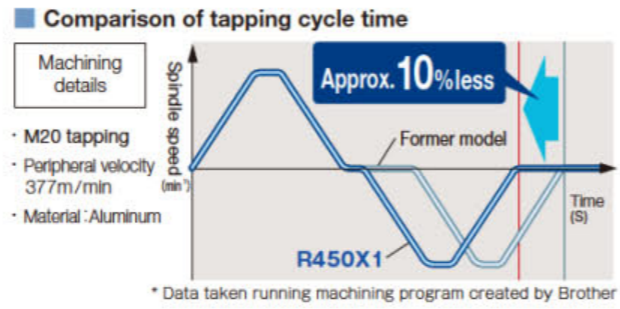 Comparison of tapping cycle time
Machining
details
· M20 tapping
· Peripheral velocity
377m/min
· Material : Aluminum
Spindle speed
(min⁻¹)
Approx. 10% less
Former model
R450X1
Time
(S)
* Data taken running machining program created by Brother